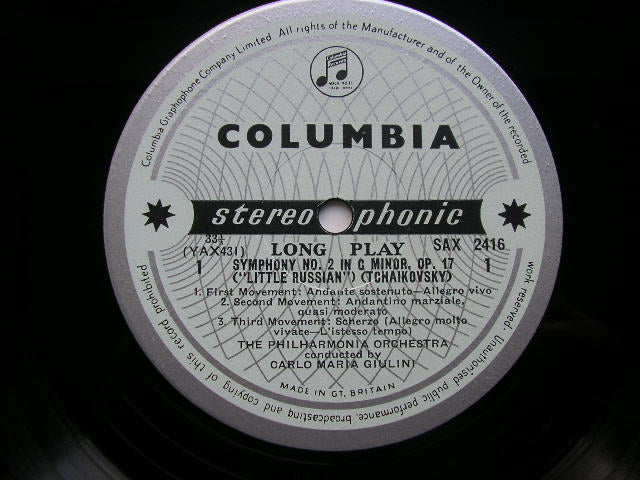 Columbia Graphophone Company Limited All rights of the Manufacturer and of the Owner of the recorded work reserved. Unauthorised public performance, broadcasting and copying of this record prohibited
COLUMBIA
stereophonic
33⅓
(YAX431) LONG PLAY SAX 2416
1 SYMPHONY NO. 2 IN C MINOR, OP. 17 1
("LITTLE RUSSIAN") (TCHAIKOVSKY)
1. First Movement: Andante sostenuto—Allegro vivo
2. Second Movement: Andantino marziale,
quasi moderato
3. Third Movement: Scherzo (Allegro molto
vivace—L'istesso tempo)
THE PHILHARMONIA ORCHESTRA
conducted by
CARLO MARIA GIULINI
MADE IN GT. BRITAIN